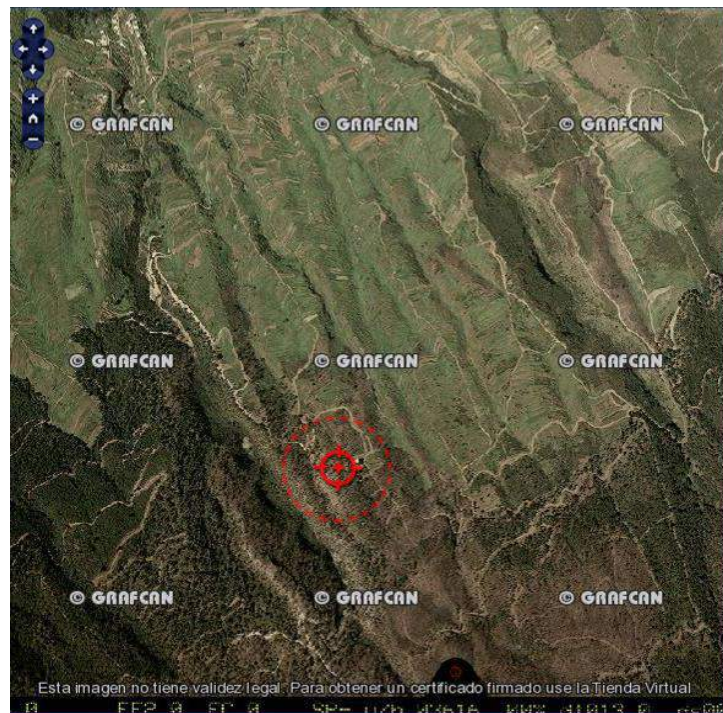 © GRAFCAN © GRAFCAN © GRAFCAN
© GRAFCAN © GRAFCAN © GRAFCAN
© GRAFCAN © GRAFCAN © GRAFCAN
Esta imagen no tiene validez legal. Para obtener un certificado firmado use la Tienda Virtual